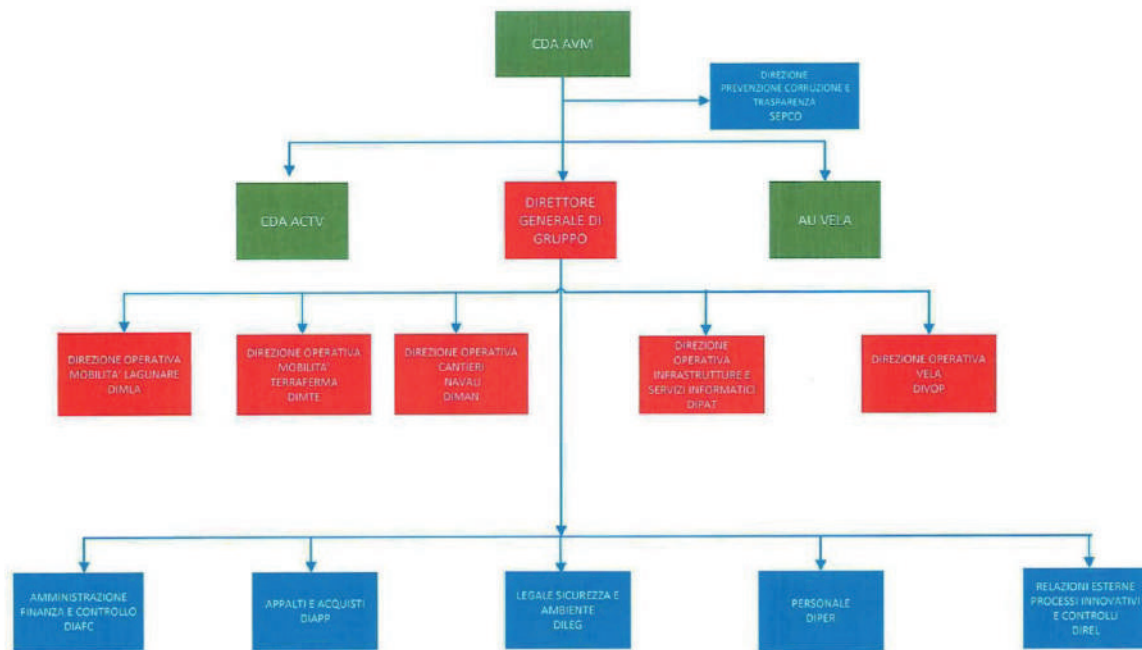 CDA AVM
DIREZIONE
PREVENZIONE CORRUZIONE E
TRASPARENZA
SEPCO
CDA ACTV
DIRETTORE
GENERALE DI
GRUPPO
AU VELA
DIREZIONE OPERATIVA
MOBILITA' LAGUNARE
DIMLA
DIREZIONE OPERATIVA
MOBILITA'
TERRAFERMA
DIMTE
DIREZIONE OPERATIVA
CANTIERI
NAVALI
DIMAN
DIREZIONE
OPERATIVA
INFRASTRUTTURE E
SERVIZI INFORMATICI
DIPAT
DIREZIONE OPERATIVA
VELA
DIVOP
AMMINISTRAZIONE
FINANZA E CONTROLLO
DIAFC
APPALTI E ACQUISTI
DIAPP
LEGALE SICUREZZA E
AMBIENTE
DILEG
PERSONALE
DIPER
RELAZIONI ESTERNE
PROCESSI INNOVATIVI
E CONTROLLI
DIREL